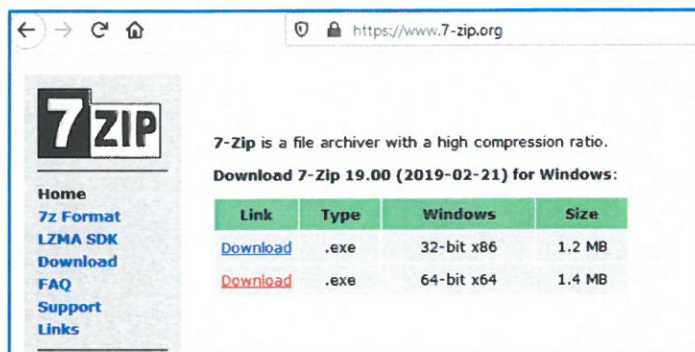 https://www.7-zip.org
7ZIP
Home
7z Format
LZMA SDK
Download
FAQ
Support
Links
7-Zip is a file archiver with a high compression ratio.
Download 7-Zip 19.00 (2019-02-21) for Windows:
Link Type Windows Size
Download .exe 32-bit x86 1.2 MB
Download .exe 64-bit x64 1.4 MB